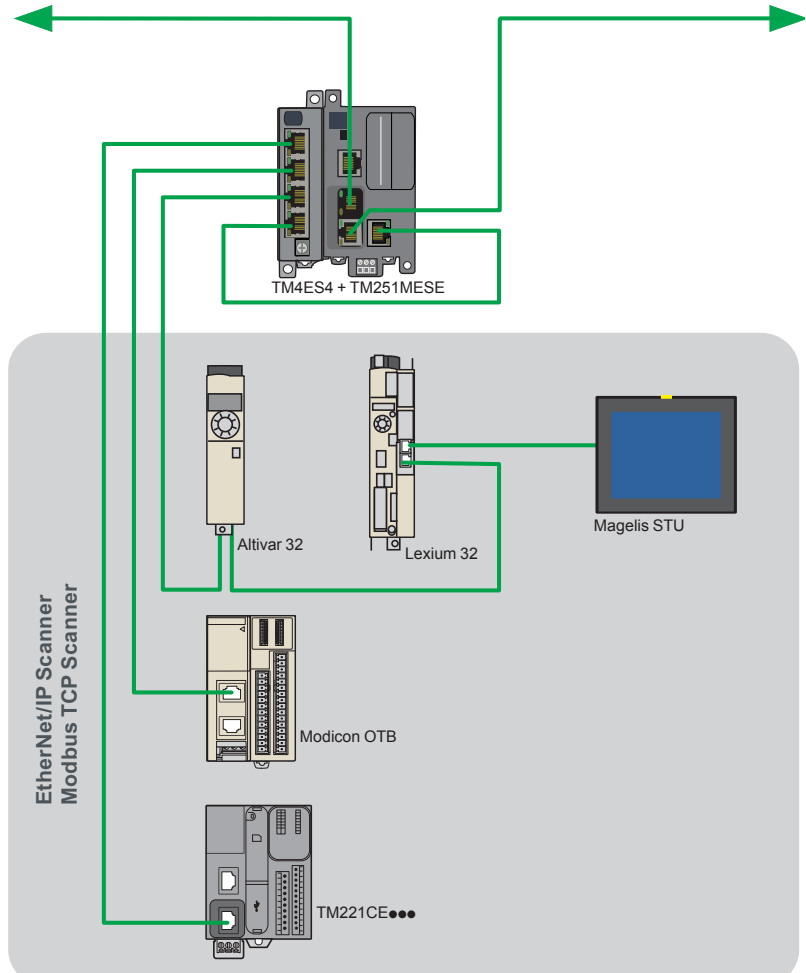 TM4ES4 + TM251MESE
Altivar 32
Lexium 32
Magelis STU
EtherNet/IP Scanner
Modbus TCP Scanner
Modicon OTB
TM221CE●●●